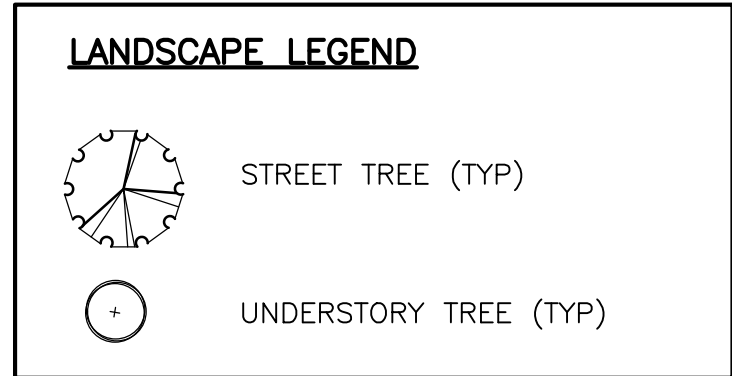 LANDSCAPE LEGEND
STREET TREE (TYP)
UNDERSTORY TREE (TYP)